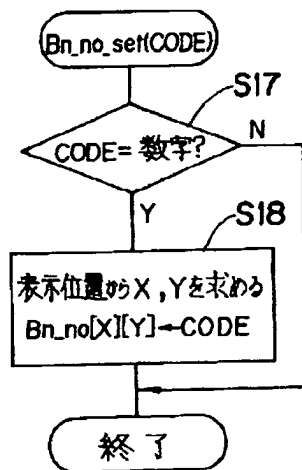 Bn_no_set(CODE)
S17
CODE= 数字?
N
Y
S18
表示位置からX,Yを求める
Bn_no[X][Y]←CODE
終了